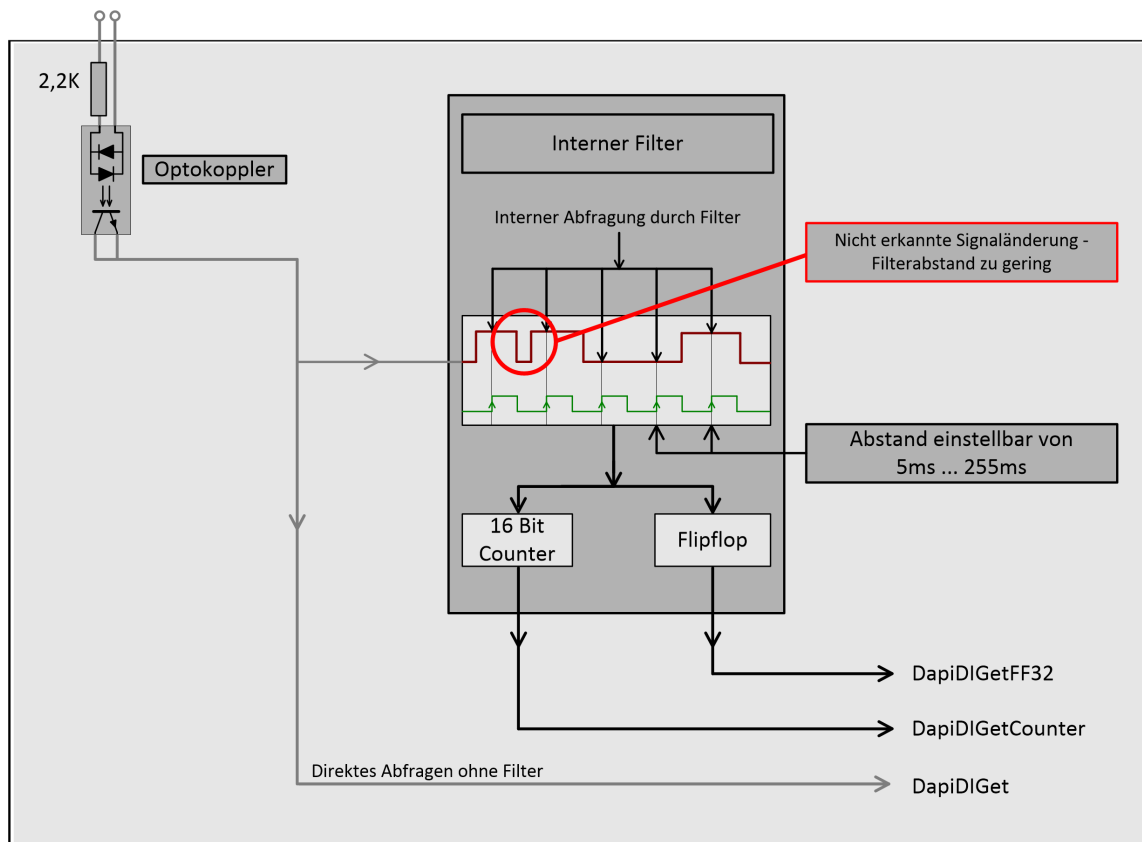 2,2K
Optokoppler
Interner Filter
Interner Abfragung durch Filter
Nicht erkannte Signaländerung -
Filterabstand zu gering
Abstand einstellbar von
5ms ... 255ms
16 Bit
Counter
Flipflop
DapiDIGetFF32
DapiDIGetCounter
Direktes Abfragen ohne Filter
DapiDIGet